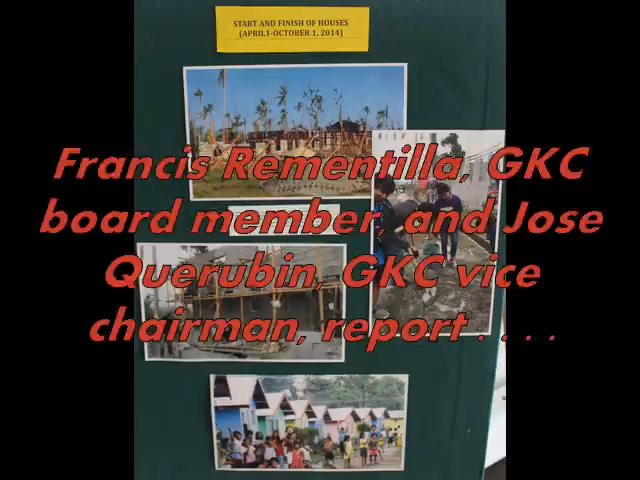 START AND FINISH OF HOUSES
(APRIL1-OCTOBER 1, 2014)
Francis Rementilla, GKC
board member, and Jose
Querubin, GKC vice
chairman, report . . . .